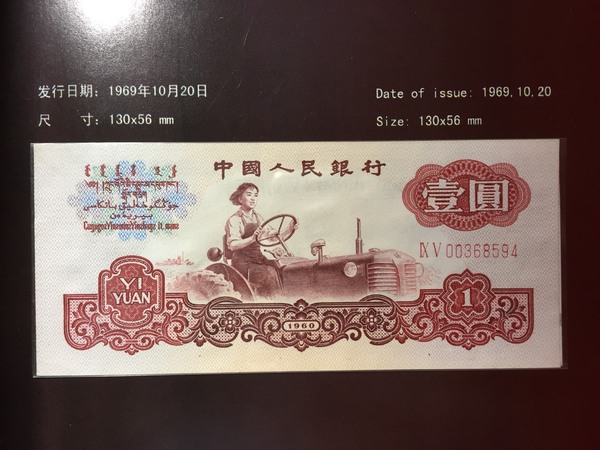 发行日期：1969年10月20日
尺　　寸：130x56 mm
Date of issue: 1969.10.20
Size: 130x56 mm
中國人民銀行
壹圓
ⅨⅤ00368594
YI
YUAN
1960
1